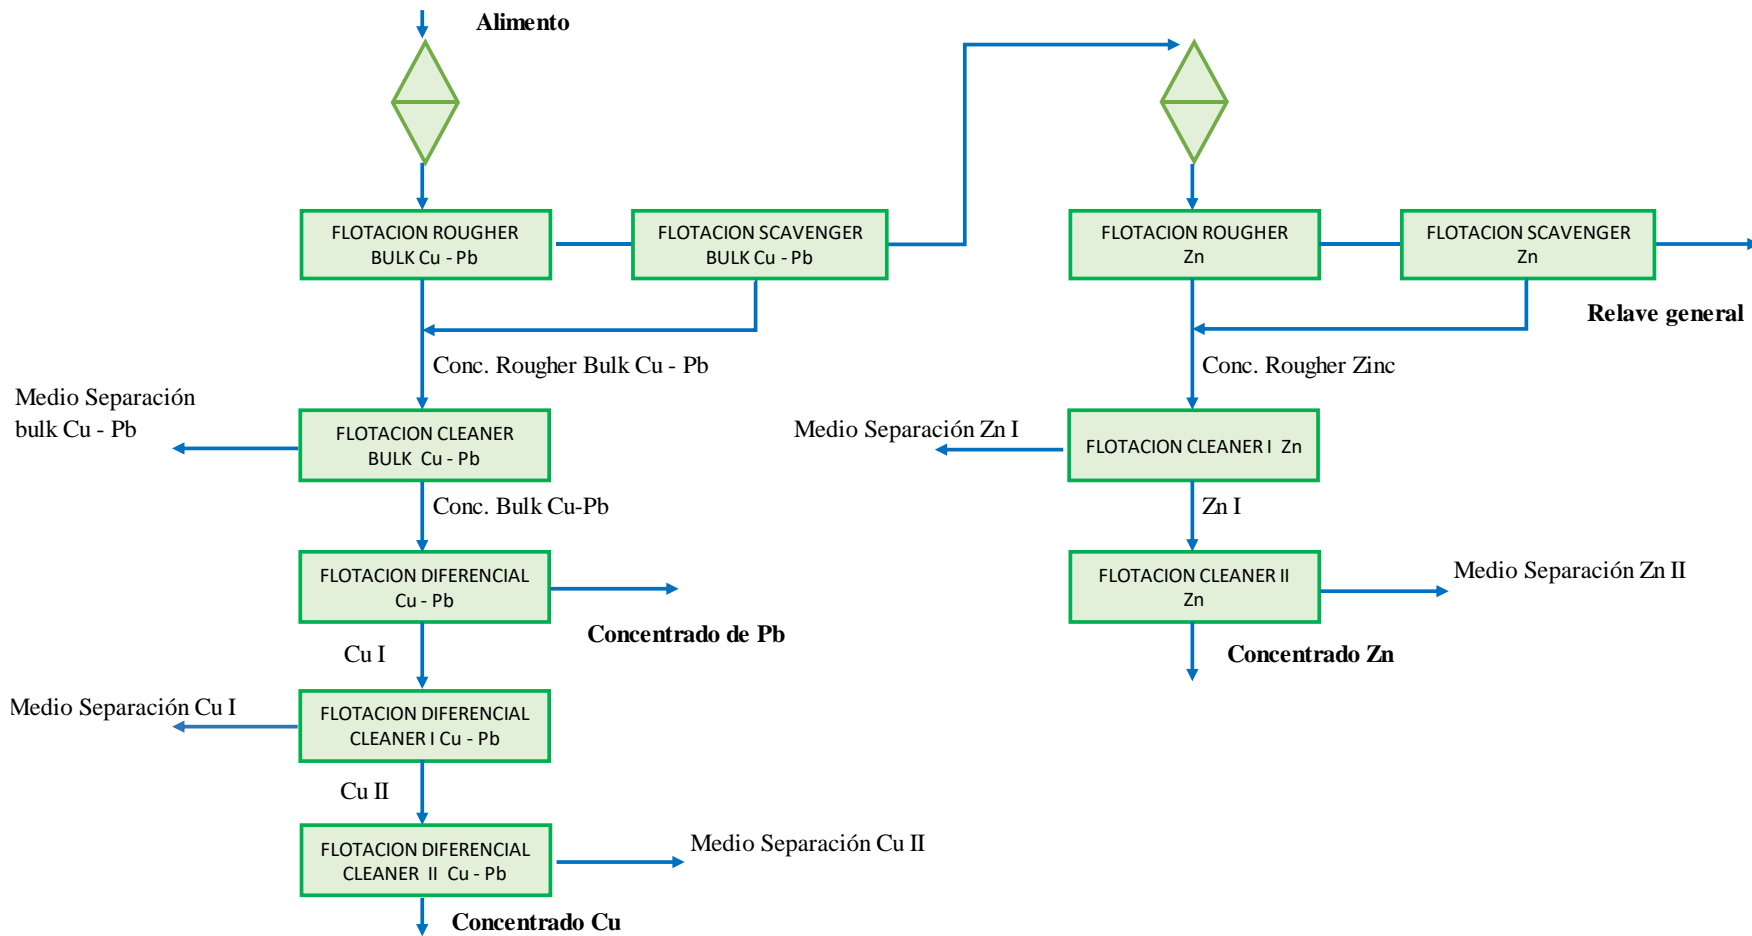 Alimento
FLOTACION ROUGHER
BULK Cu - Pb
FLOTACION SCAVENGER
BULK Cu - Pb
FLOTACION ROUGHER
Zn
FLOTACION SCAVENGER
Zn
Relave general
Conc. Rougher Bulk Cu - Pb
Conc. Rougher Zinc
Medio Separación
bulk Cu - Pb
FLOTACION CLEANER
BULK Cu - Pb
Medio Separación Zn I
FLOTACION CLEANER I Zn
Conc. Bulk Cu-Pb
Zn I
FLOTACION DIFERENCIAL
Cu - Pb
FLOTACION CLEANER II
Zn
Medio Separación Zn II
Concentrado de Pb
Concentrado Zn
Cu I
Medio Separación Cu I
FLOTACION DIFERENCIAL
CLEANER I Cu - Pb
Cu II
FLOTACION DIFERENCIAL
CLEANER II Cu - Pb
Medio Separación Cu II
Concentrado Cu